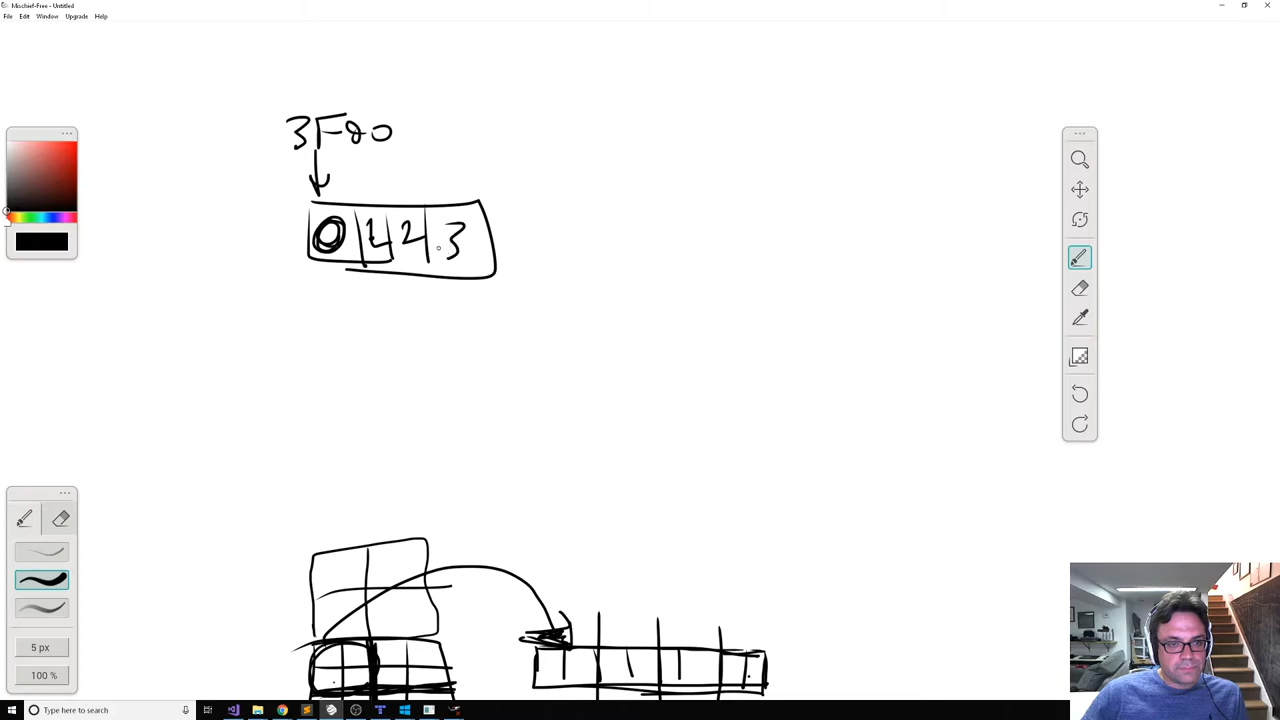 Mischief-Free - Untitled
File Edit Window Upgrade Help
3F80
0 1 2 3
5 px
100 %
Type here to search